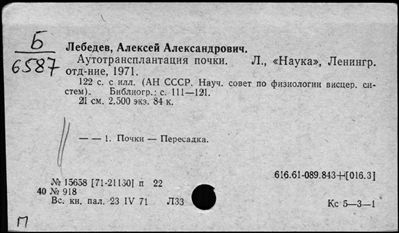 Б
6587
Лебедев, Алексей Александрович.
Аутотрансплантация почки. Л., «Наука», Ленингр.
отд-ние, 1971.
122 с. с илл. (АН СССР. Науч. совет по физиологии висцер. си-
стем). Библиогр.: с. 111—121.
21 см. 2.500 экз. 84 к.
— — 1. Почки — Пересадка.
№ 15658 [71-21130] п 22
616.61-089.843+[016.3]
40 № 918
Вс. кн. пал. 23 IV 71 Л33
Кс 5—3—1
П